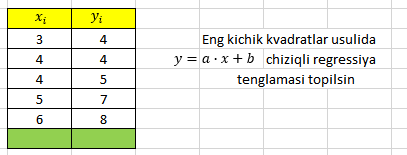 xᵢ yᵢ
3 4
4 4
4 5
5 7
6 8
Eng kichik kvadratlar usulida
y = a · x + b chiziqli regressiya
tenglamasi topilsin